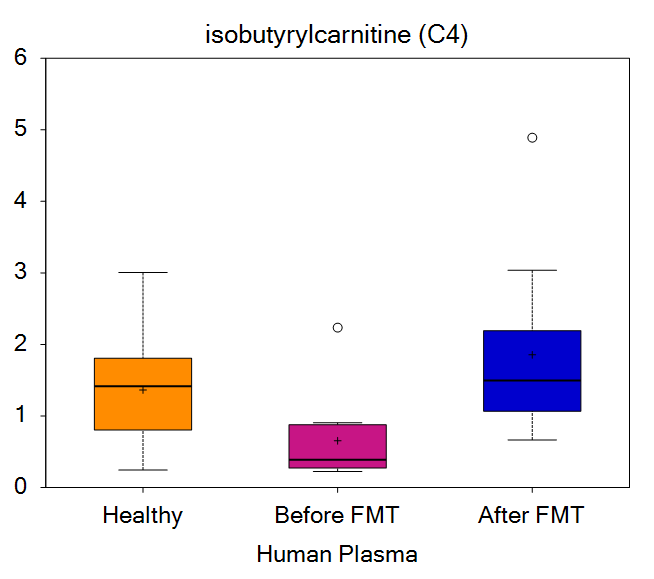 isobutyrylcarnitine (C4)
6
5
4
3
2
1
0
Healthy Before FMT After FMT
Human Plasma